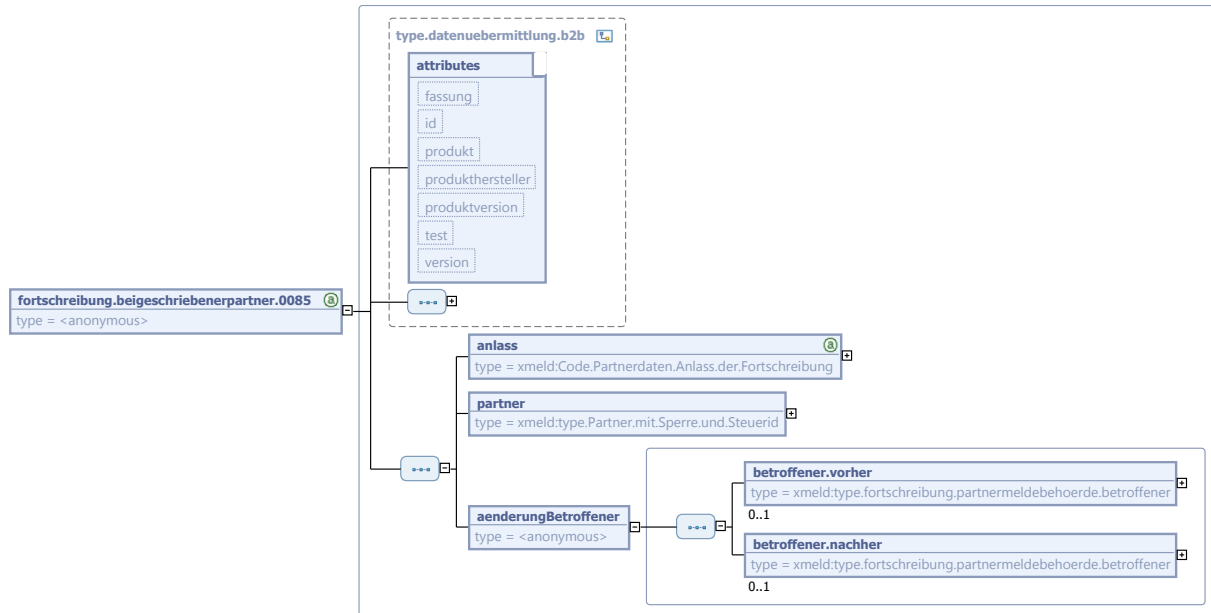 type.datenuebermittlung.b2b
attributes
fassung
id
produkt
produkthersteller
produktversion
test
version
fortschreibung.beigeschriebenerpartner.0085
type = <anonymous>
anlass
type = xmeld:Code.Partnerdaten.Anlass.der.Fortschreibung
partner
type = xmeld:type.Partner.mit.Sperre.und.Steuerid
aenderungBetroffener
type = <anonymous>
betroffener.vorher
type = xmeld:type.fortschreibung.partnermeldebehoerde.betroffener
0..1
betroffener.nachher
type = xmeld:type.fortschreibung.partnermeldebehoerde.betroffener
0..1